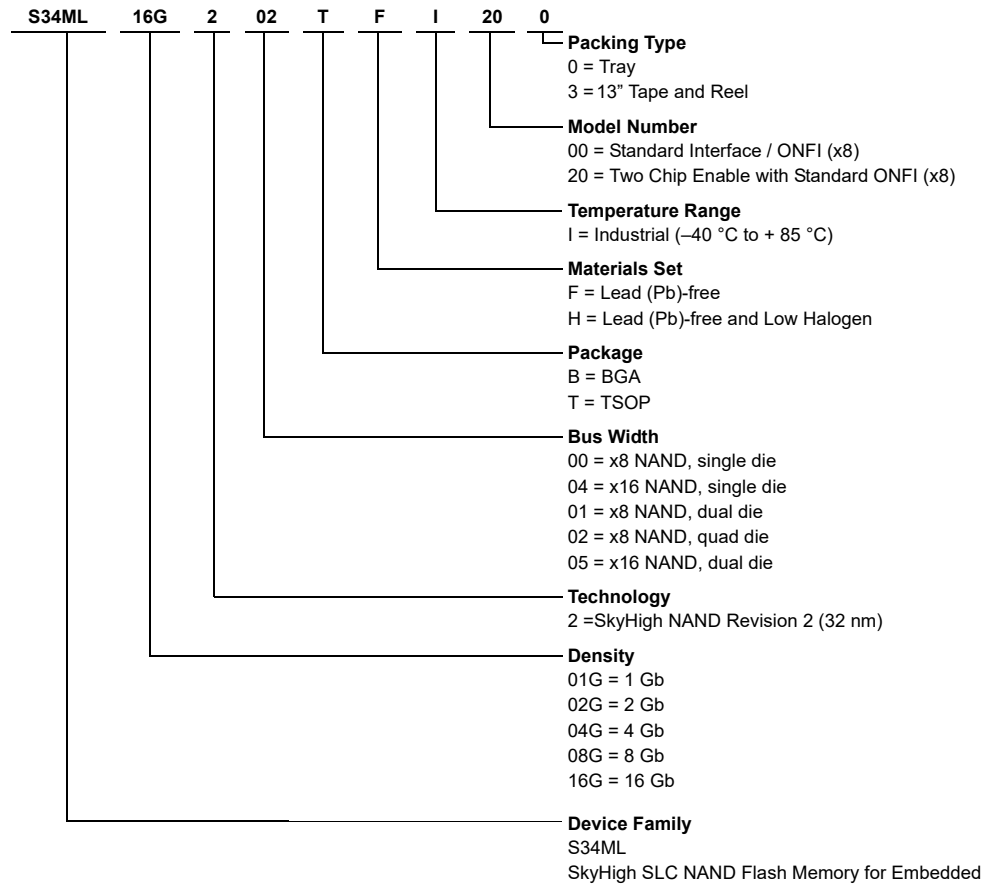 S34ML 16G 2 02 T F I 20 0
Packing Type
0 = Tray
3 = 13” Tape and Reel
Model Number
00 = Standard Interface / ONFI (x8)
20 = Two Chip Enable with Standard ONFI (x8)
Temperature Range
I = Industrial (–40 °C to + 85 °C)
Materials Set
F = Lead (Pb)-free
H = Lead (Pb)-free and Low Halogen
Package
B = BGA
T = TSOP
Bus Width
00 = x8 NAND, single die
04 = x16 NAND, single die
01 = x8 NAND, dual die
02 = x8 NAND, quad die
05 = x16 NAND, dual die
Technology
2 =SkyHigh NAND Revision 2 (32 nm)
Density
01G = 1 Gb
02G = 2 Gb
04G = 4 Gb
08G = 8 Gb
16G = 16 Gb
Device Family
S34ML
SkyHigh SLC NAND Flash Memory for Embedded